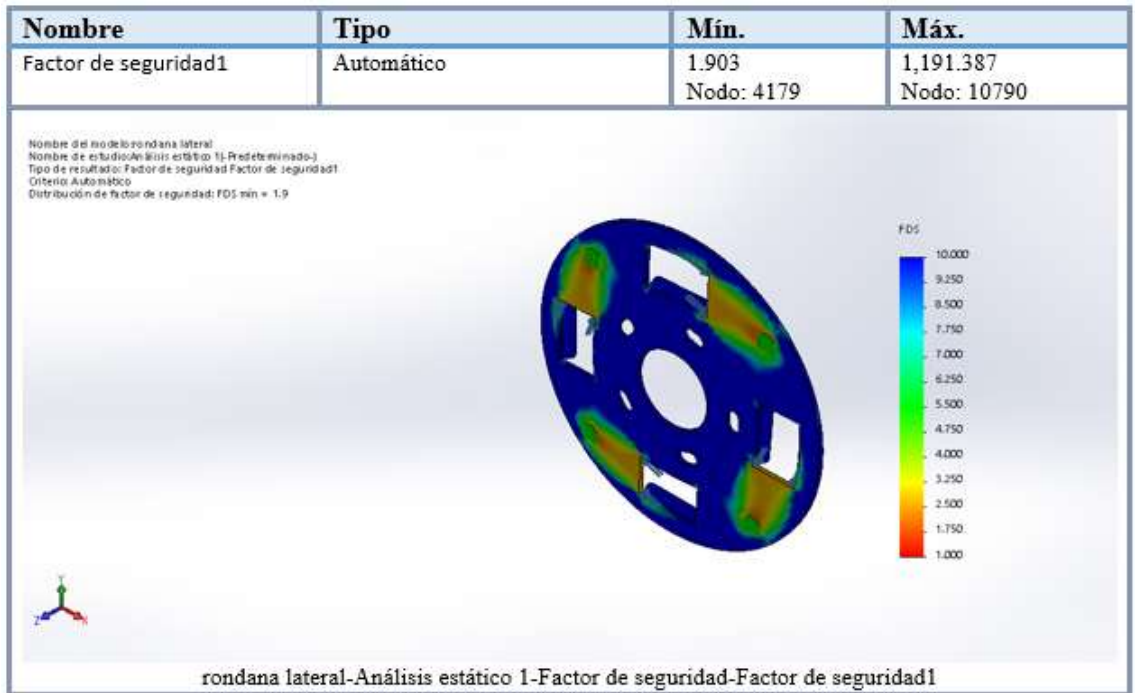 Nombre Tipo Mín. Máx.
Factor de seguridad1 Automático 1.903 1,191.387
Nodo: 4179 Nodo: 10790
Nombre del modelo:rondana lateral
Nombre de estudio:Análisis estático 1(-Predeterminado-)
Tipo de resultado: Factor de seguridad Factor de seguridad1
Criterio: Automático
Distribución de factor de seguridad: FDS mín = 1.9
FDS
10.000
9.250
8.500
7.750
7.000
6.250
5.500
4.750
4.000
3.250
2.500
1.750
1.000
Y
Z X
rondana lateral-Análisis estático 1-Factor de seguridad-Factor de seguridad1